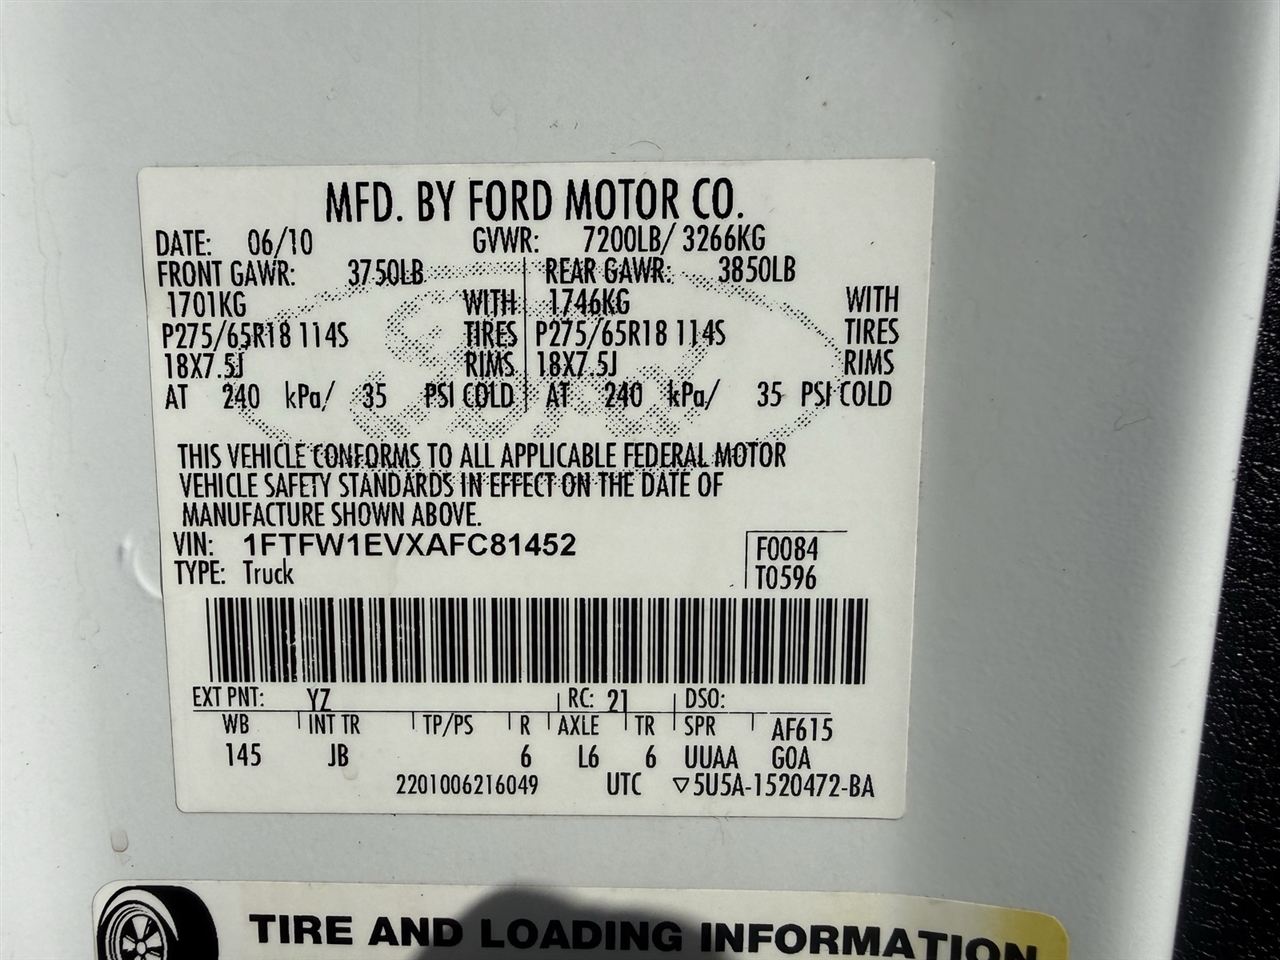 MFD. BY FORD MOTOR CO.
DATE: 06/10 GVWR: 7200LB/ 3266KG
FRONT GAWR: 3750LB REAR GAWR: 3850LB
1701KG WITH 1746KG WITH
P275/65R18 114S TIRES P275/65R18 114S TIRES
18X7.5J RIMS 18X7.5J RIMS
AT 240 kPa/ 35 PSI COLD AT 240 kPa/ 35 PSI COLD
THIS VEHICLE CONFORMS TO ALL APPLICABLE FEDERAL MOTOR
VEHICLE SAFETY STANDARDS IN EFFECT ON THE DATE OF
MANUFACTURE SHOWN ABOVE.
VIN: 1FTFW1EVXAFC81452 F0084
TYPE: Truck T0596
EXT PNT: YZ RC: 21 DSO:
WB INT TR TP/PS R AXLE TR SPR AF615
145 JB 6 L6 6 UUAA GOA
2201006216049 UTC ▽5U5A-1520472-BA
TIRE AND LOADING INFORMATION